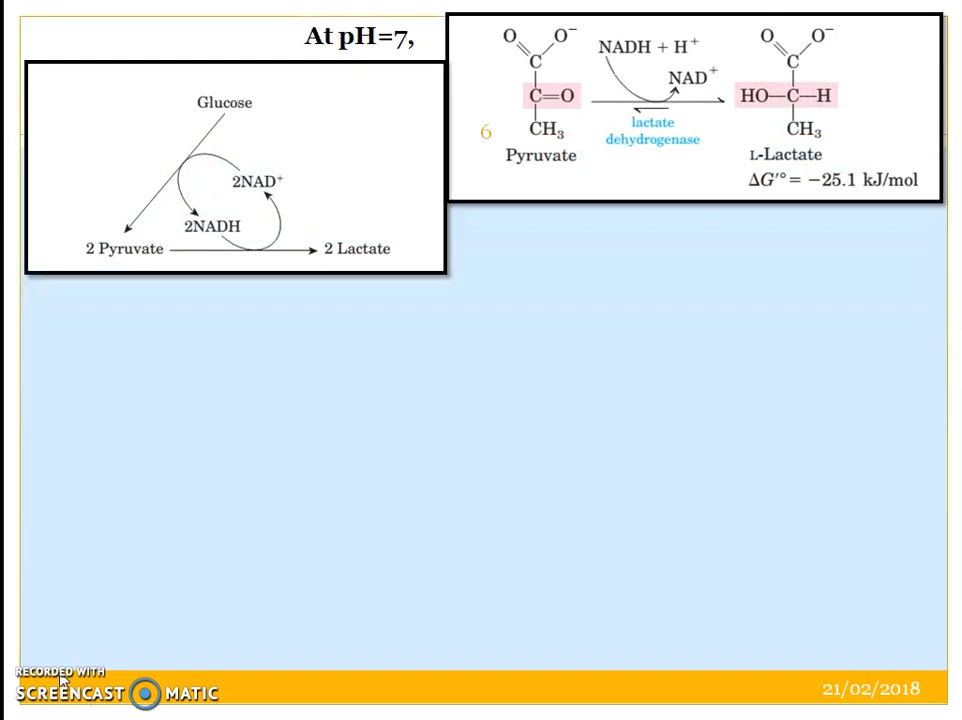 At pH=7,
Glucose
2NAD⁺
2NADH
2 Pyruvate
2 Lactate
6
O O⁻
C
C=O
CH₃
Pyruvate
NADH + H⁺
NAD⁺
lactate
dehydrogenase
O O⁻
C
HO—C—H
CH₃
L-Lactate
ΔG′° = −25.1 kJ/mol
RECORDED WITH
SCREENCAST MATIC
21/02/2018